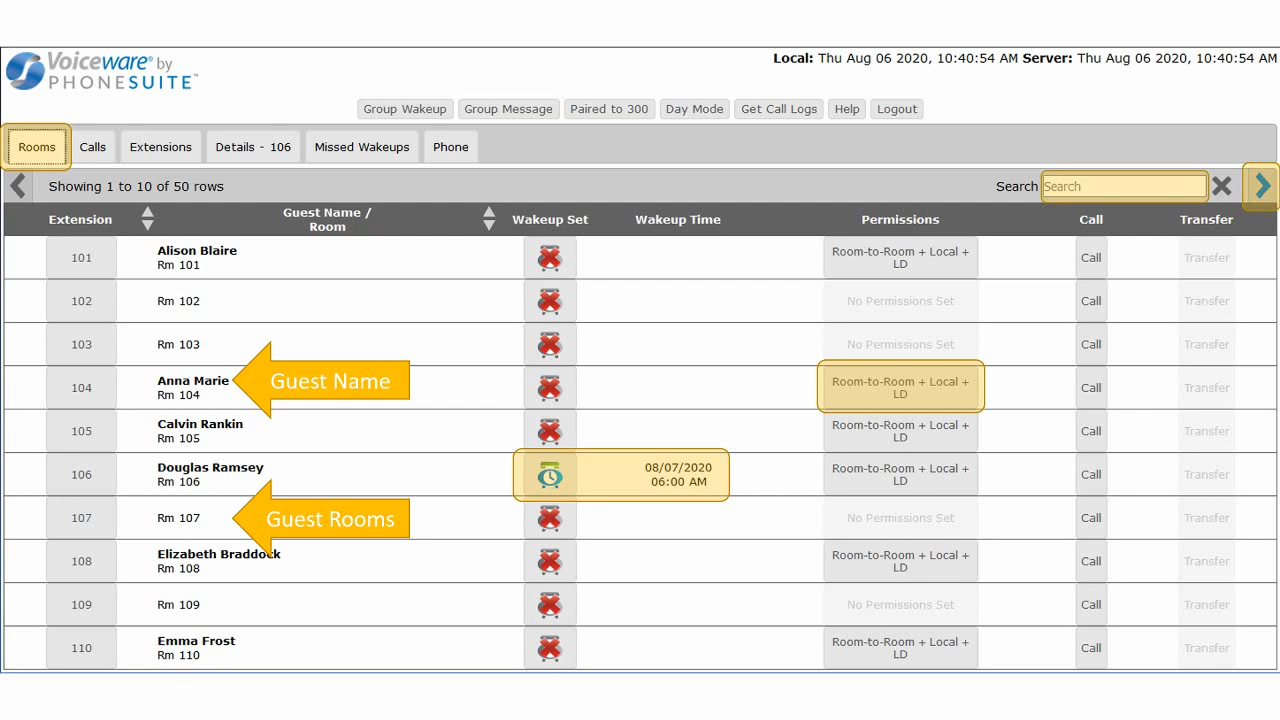 Voiceware® by
PHONESUITE™
Local: Thu Aug 06 2020, 10:40:54 AM Server: Thu Aug 06 2020, 10:40:54 AM
Group Wakeup Group Message Paired to 300 Day Mode Get Call Logs Help Logout
Rooms Calls Extensions Details - 106 Missed Wakeups Phone
Showing 1 to 10 of 50 rows Search Search
Extension Guest Name / Room Wakeup Set Wakeup Time Permissions Call Transfer
101 Alison Blaire Room-to-Room + Local + Call Transfer
Rm 101 LD
102 Rm 102 No Permissions Set Call Transfer
103 Rm 103 No Permissions Set Call Transfer
104 Anna Marie Guest Name Room-to-Room + Local + Call Transfer
Rm 104 LD
105 Calvin Rankin Room-to-Room + Local + Call Transfer
Rm 105 LD
106 Douglas Ramsey 08/07/2020 Room-to-Room + Local + Call Transfer
Rm 106 06:00 AM LD
107 Rm 107 Guest Rooms No Permissions Set Call Transfer
108 Elizabeth Braddock Room-to-Room + Local + Call Transfer
Rm 108 LD
109 Rm 109 No Permissions Set Call Transfer
110 Emma Frost Room-to-Room + Local + Call Transfer
Rm 110 LD